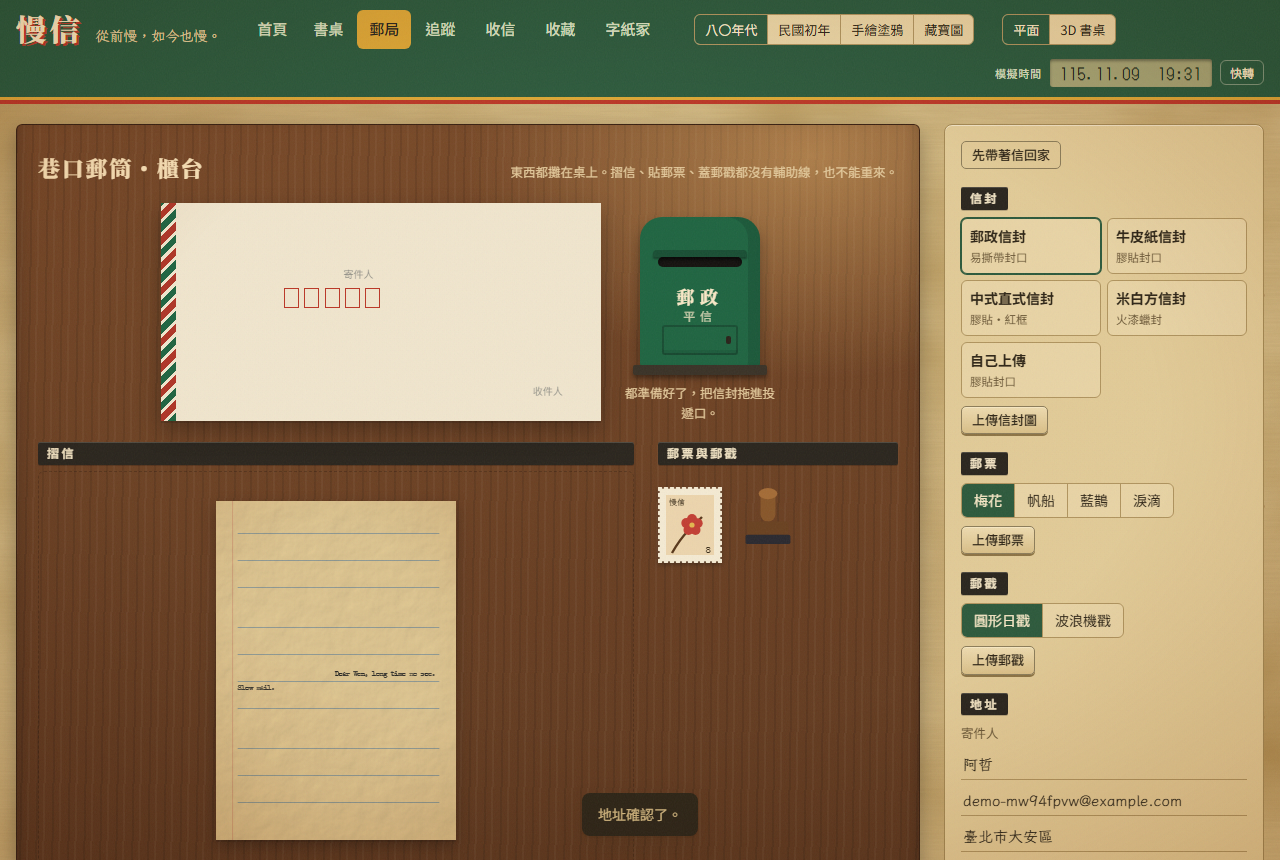 慢信
從前慢，如今也慢。
首頁 書桌 郵局 追蹤 收信 收藏 字紙冢
八〇年代 民國初年 手繪塗鴉 藏寶圖
平面 3D 書桌
模擬時間 115.11.09 19:31 快轉
巷口郵筒・櫃台
東西都攤在桌上。摺信、貼郵票、蓋郵戳都沒有輔助線，也不能重來。
寄件人
收件人
郵政
平信
都準備好了，把信封拖進投
遞口。
摺信
Dear Wen, long time no see.
Slow mail.
郵票與郵戳
慢信
8
地址確認了。
先帶著信回家
信封
郵政信封
易撕帶封口
牛皮紙信封
膠貼封口
中式直式信封
膠貼・紅框
米白方信封
火漆蠟封
自己上傳
膠貼封口
上傳信封圖
郵票
梅花 帆船 藍鵲 淚滴
上傳郵票
郵戳
圓形日戳 波浪機戳
上傳郵戳
地址
寄件人
阿哲
demo-mw94fpvw@example.com
臺北市大安區